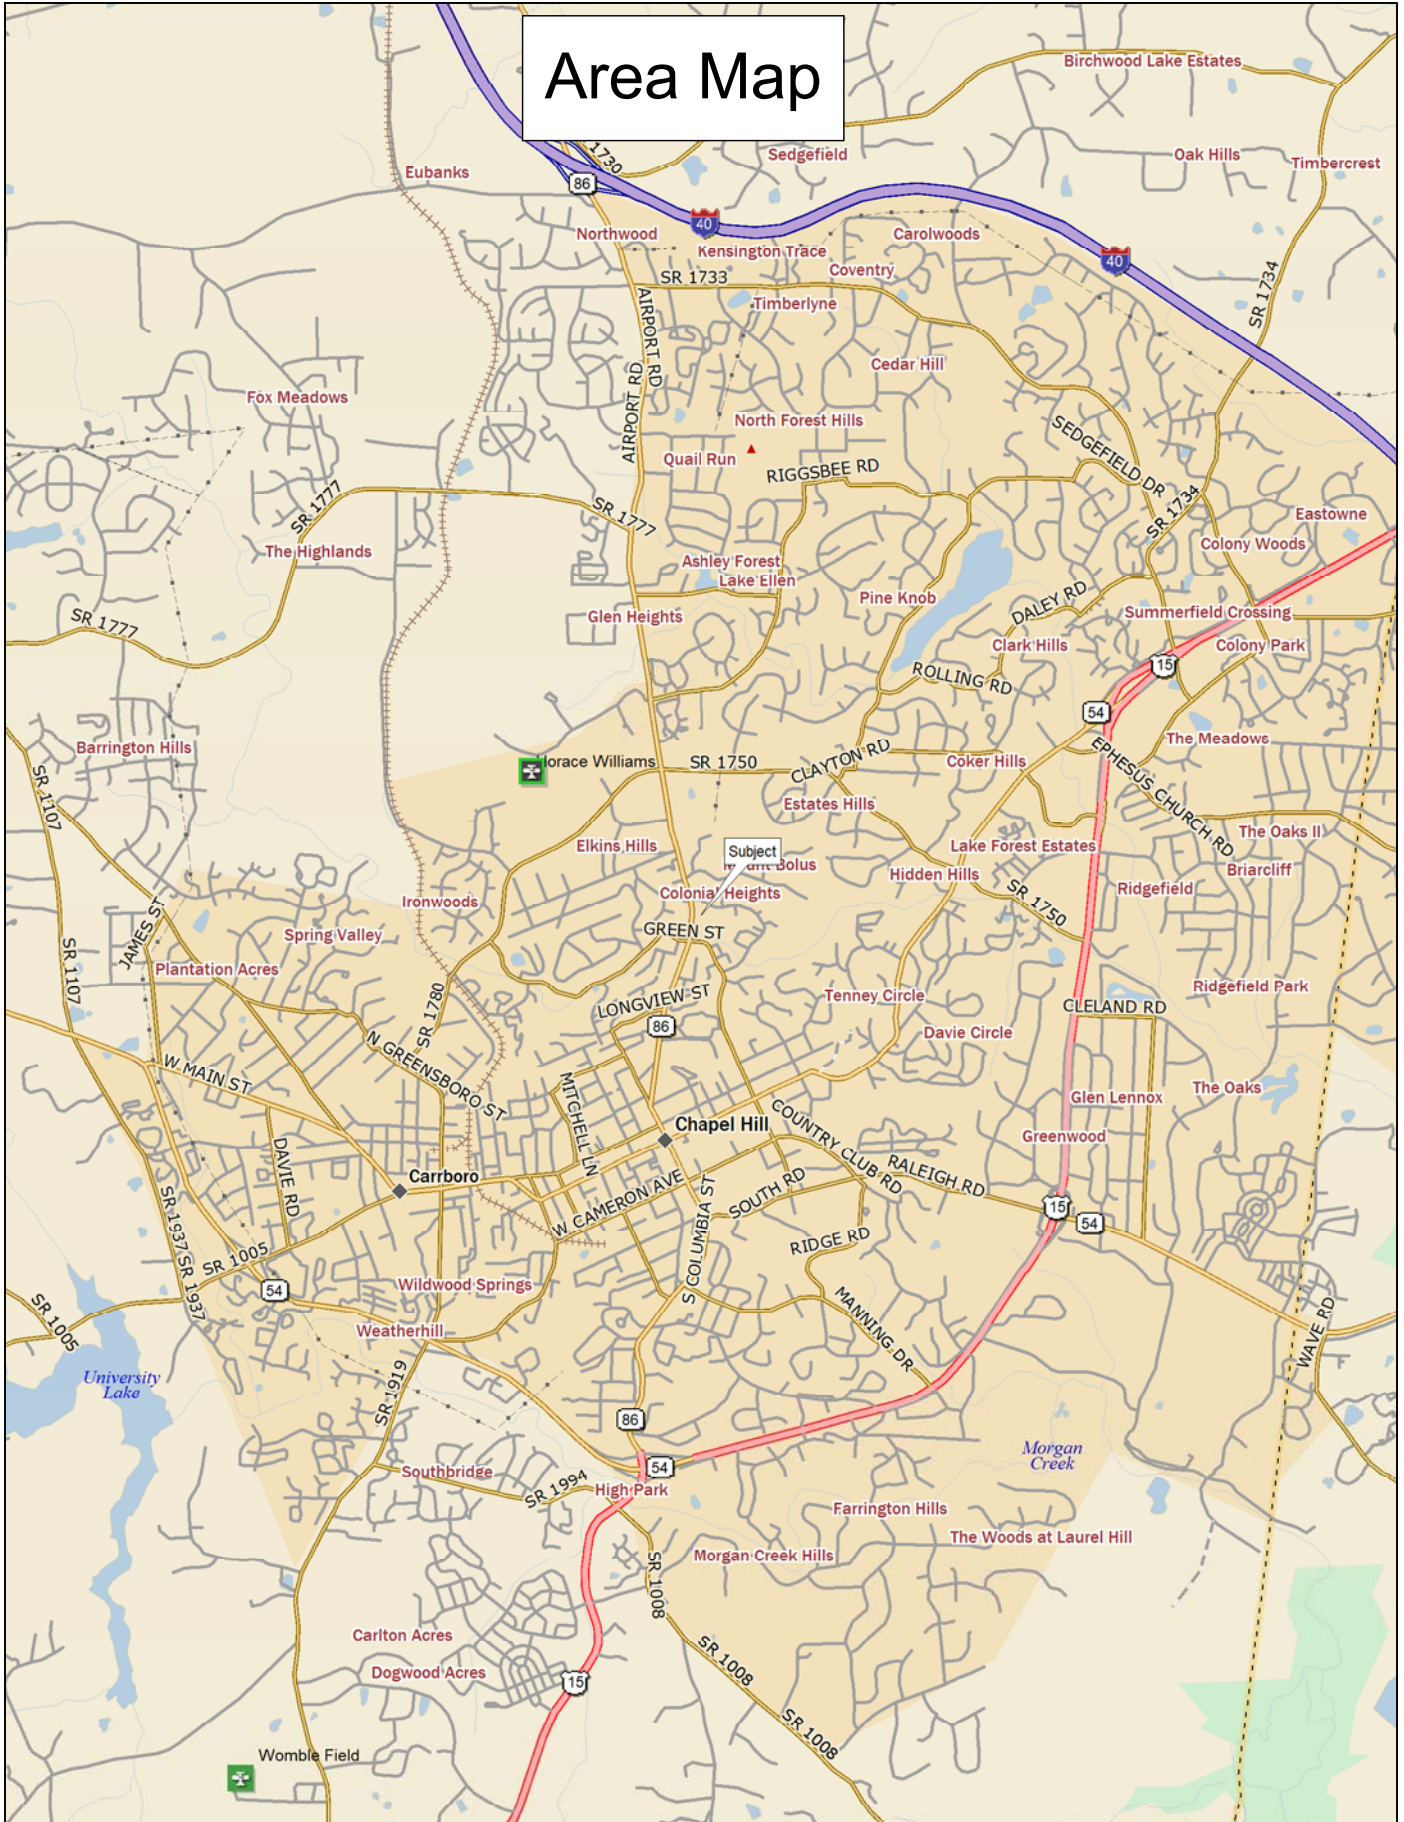 Area Map
Birchwood Lake Estates
1730
Sedgefield
Oak Hills
Timbercrest
Eubanks
86
40
Northwood
Carolwoods
Kensington Trace
40
Coventry
SR 1733
SR 1734
Timberlyne
AIRPORT RD
Cedar Hill
Fox Meadows
AIRPORT RD
North Forest Hills
SEDGEFIELD DR
Quail Run
RIGGSBEE RD
SR 1777
SR 1777
SR 1734
Eastowne
The Highlands
Colony Woods
Ashley Forest
Lake Ellen
Pine Knob
DALEY RD
Glen Heights
Summerfield Crossing
SR 1777
Clark Hills
Colony Park
15
ROLLING RD
54
Barrington Hills
The Meadows
EPHESUS CHURCH RD
CLAYTON RD
SR 1750
Horace Williams
Coker Hills
SR 1107
Estates Hills
The Oaks II
Elkins Hills
Lake Forest Estates
Subject
Mount Bolus
Briarcliff
Hidden Hills
Ridgefield
Colonial Heights
Ironwoods
SR 1750
JAMES ST
GREEN ST
Spring Valley
SR 1107
Plantation Acres
Ridgefield Park
Tenney Circle
LONGVIEW ST
CLELAND RD
SR 1780
86
Davie Circle
N GREENSBORO ST
W MAIN ST
The Oaks
Glen Lennox
MITCHELL LN
Chapel Hill
COUNTRY CLUB RD
Greenwood
DAVIE RD
Carrboro
RALEIGH RD
W CAMERON AVE
SOUTH RD
S COLUMBIA ST
15
54
SR 1937
SR 1937
RIDGE RD
SR 1005
Wildwood Springs
54
SR 1005
MANNING DR
WAVE RD
Weatherhill
University
Lake
SR 1919
86
Morgan
Creek
54
Southbridge
SR 1994
High Park
Farrington Hills
The Woods at Laurel Hill
Morgan Creek Hills
SR 1008
Carlton Acres
SR 1008
Dogwood Acres
15
SR 1008
Womble Field